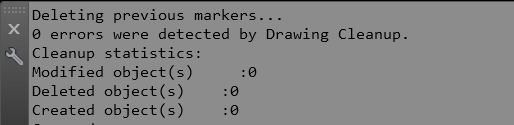 Deleting previous markers...
0 errors were detected by Drawing Cleanup.
Cleanup statistics:
Modified object(s)     :0
Deleted object(s)    :0
Created object(s)    :0